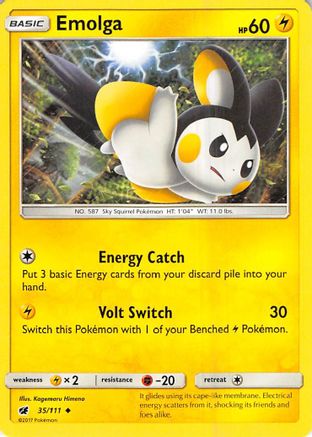 BASIC Emolga HP 60
NO. 587 Sky Squirrel Pokémon HT: 1'04" WT: 11.0 lbs.
Energy Catch
Put 3 basic Energy cards from your discard pile into your
hand.
Volt Switch 30
Switch this Pokémon with 1 of your Benched Pokémon.
weakness ×2 resistance -20 retreat
Illus. Kagemaru Himeno
35/111
©2017 Pokémon
It glides using its cape-like membrane. Electrical
energy scatters from it, shocking its friends and
foes alike.